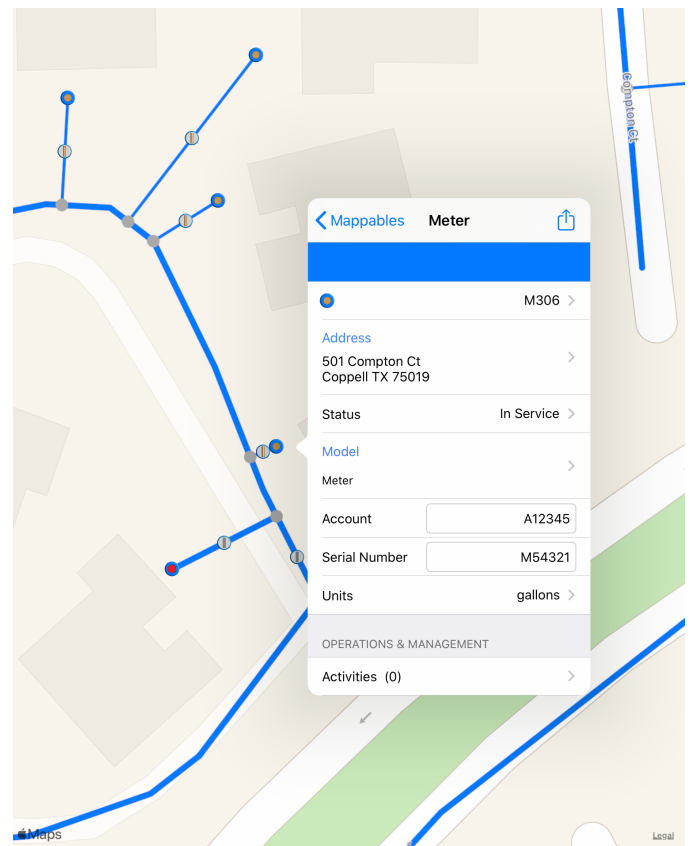 Compton Ct
Mappables
Meter
M306
Address
501 Compton Ct
Coppell TX 75019
Status
In Service
Model
Meter
Account
A12345
Serial Number
M54321
Units
gallons
OPERATIONS & MANAGEMENT
Activities (0)
Maps
Legal